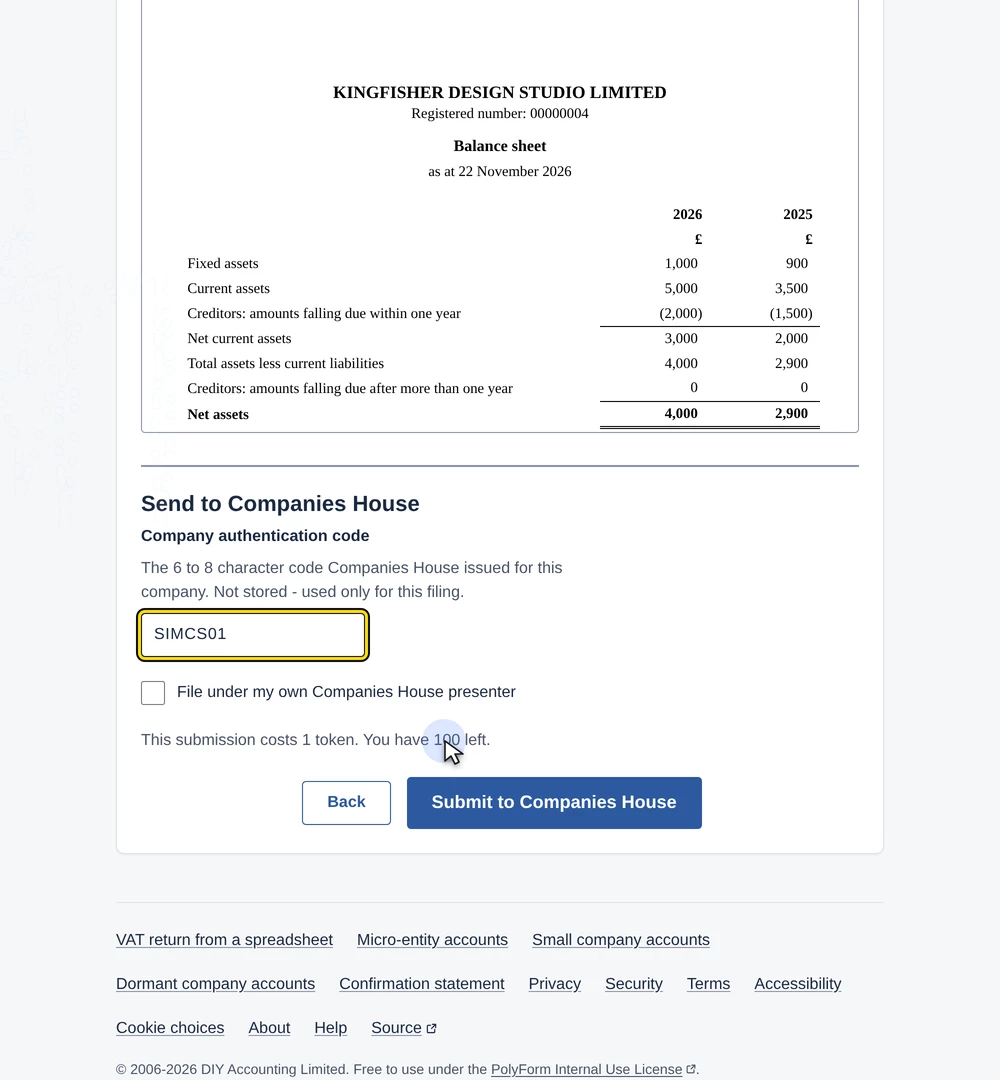 KINGFISHER DESIGN STUDIO LIMITED
Registered number: 00000004
Balance sheet
as at 22 November 2026
2026 2025
£ £
Fixed assets 1,000 900
Current assets 5,000 3,500
Creditors: amounts falling due within one year (2,000) (1,500)
Net current assets 3,000 2,000
Total assets less current liabilities 4,000 2,900
Creditors: amounts falling due after more than one year 0 0
Net assets 4,000 2,900
Send to Companies House
Company authentication code
The 6 to 8 character code Companies House issued for this
company. Not stored - used only for this filing.
SIMCS01
File under my own Companies House presenter
This submission costs 1 token. You have 100 left.
Back Submit to Companies House
VAT return from a spreadsheet Micro-entity accounts Small company accounts
Dormant company accounts Confirmation statement Privacy Security Terms Accessibility
Cookie choices About Help Source
© 2006-2026 DIY Accounting Limited. Free to use under the PolyForm Internal Use License.